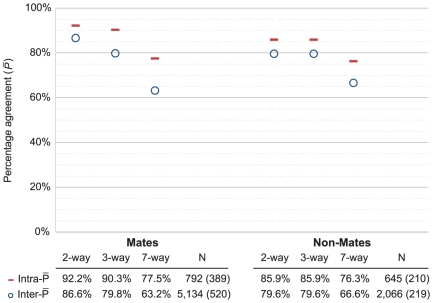 100%
80%
60%
40%
20%
0%
Percentage agreement (P̄)
Mates Non-Mates
2-way 3-way 7-way N 2-way 3-way 7-way N
Intra-P̄ 92.2% 90.3% 77.5% 792 (389) 85.9% 85.9% 76.3% 645 (210)
Inter-P̄ 86.6% 79.8% 63.2% 5,134 (520) 79.6% 79.6% 66.6% 2,066 (219)